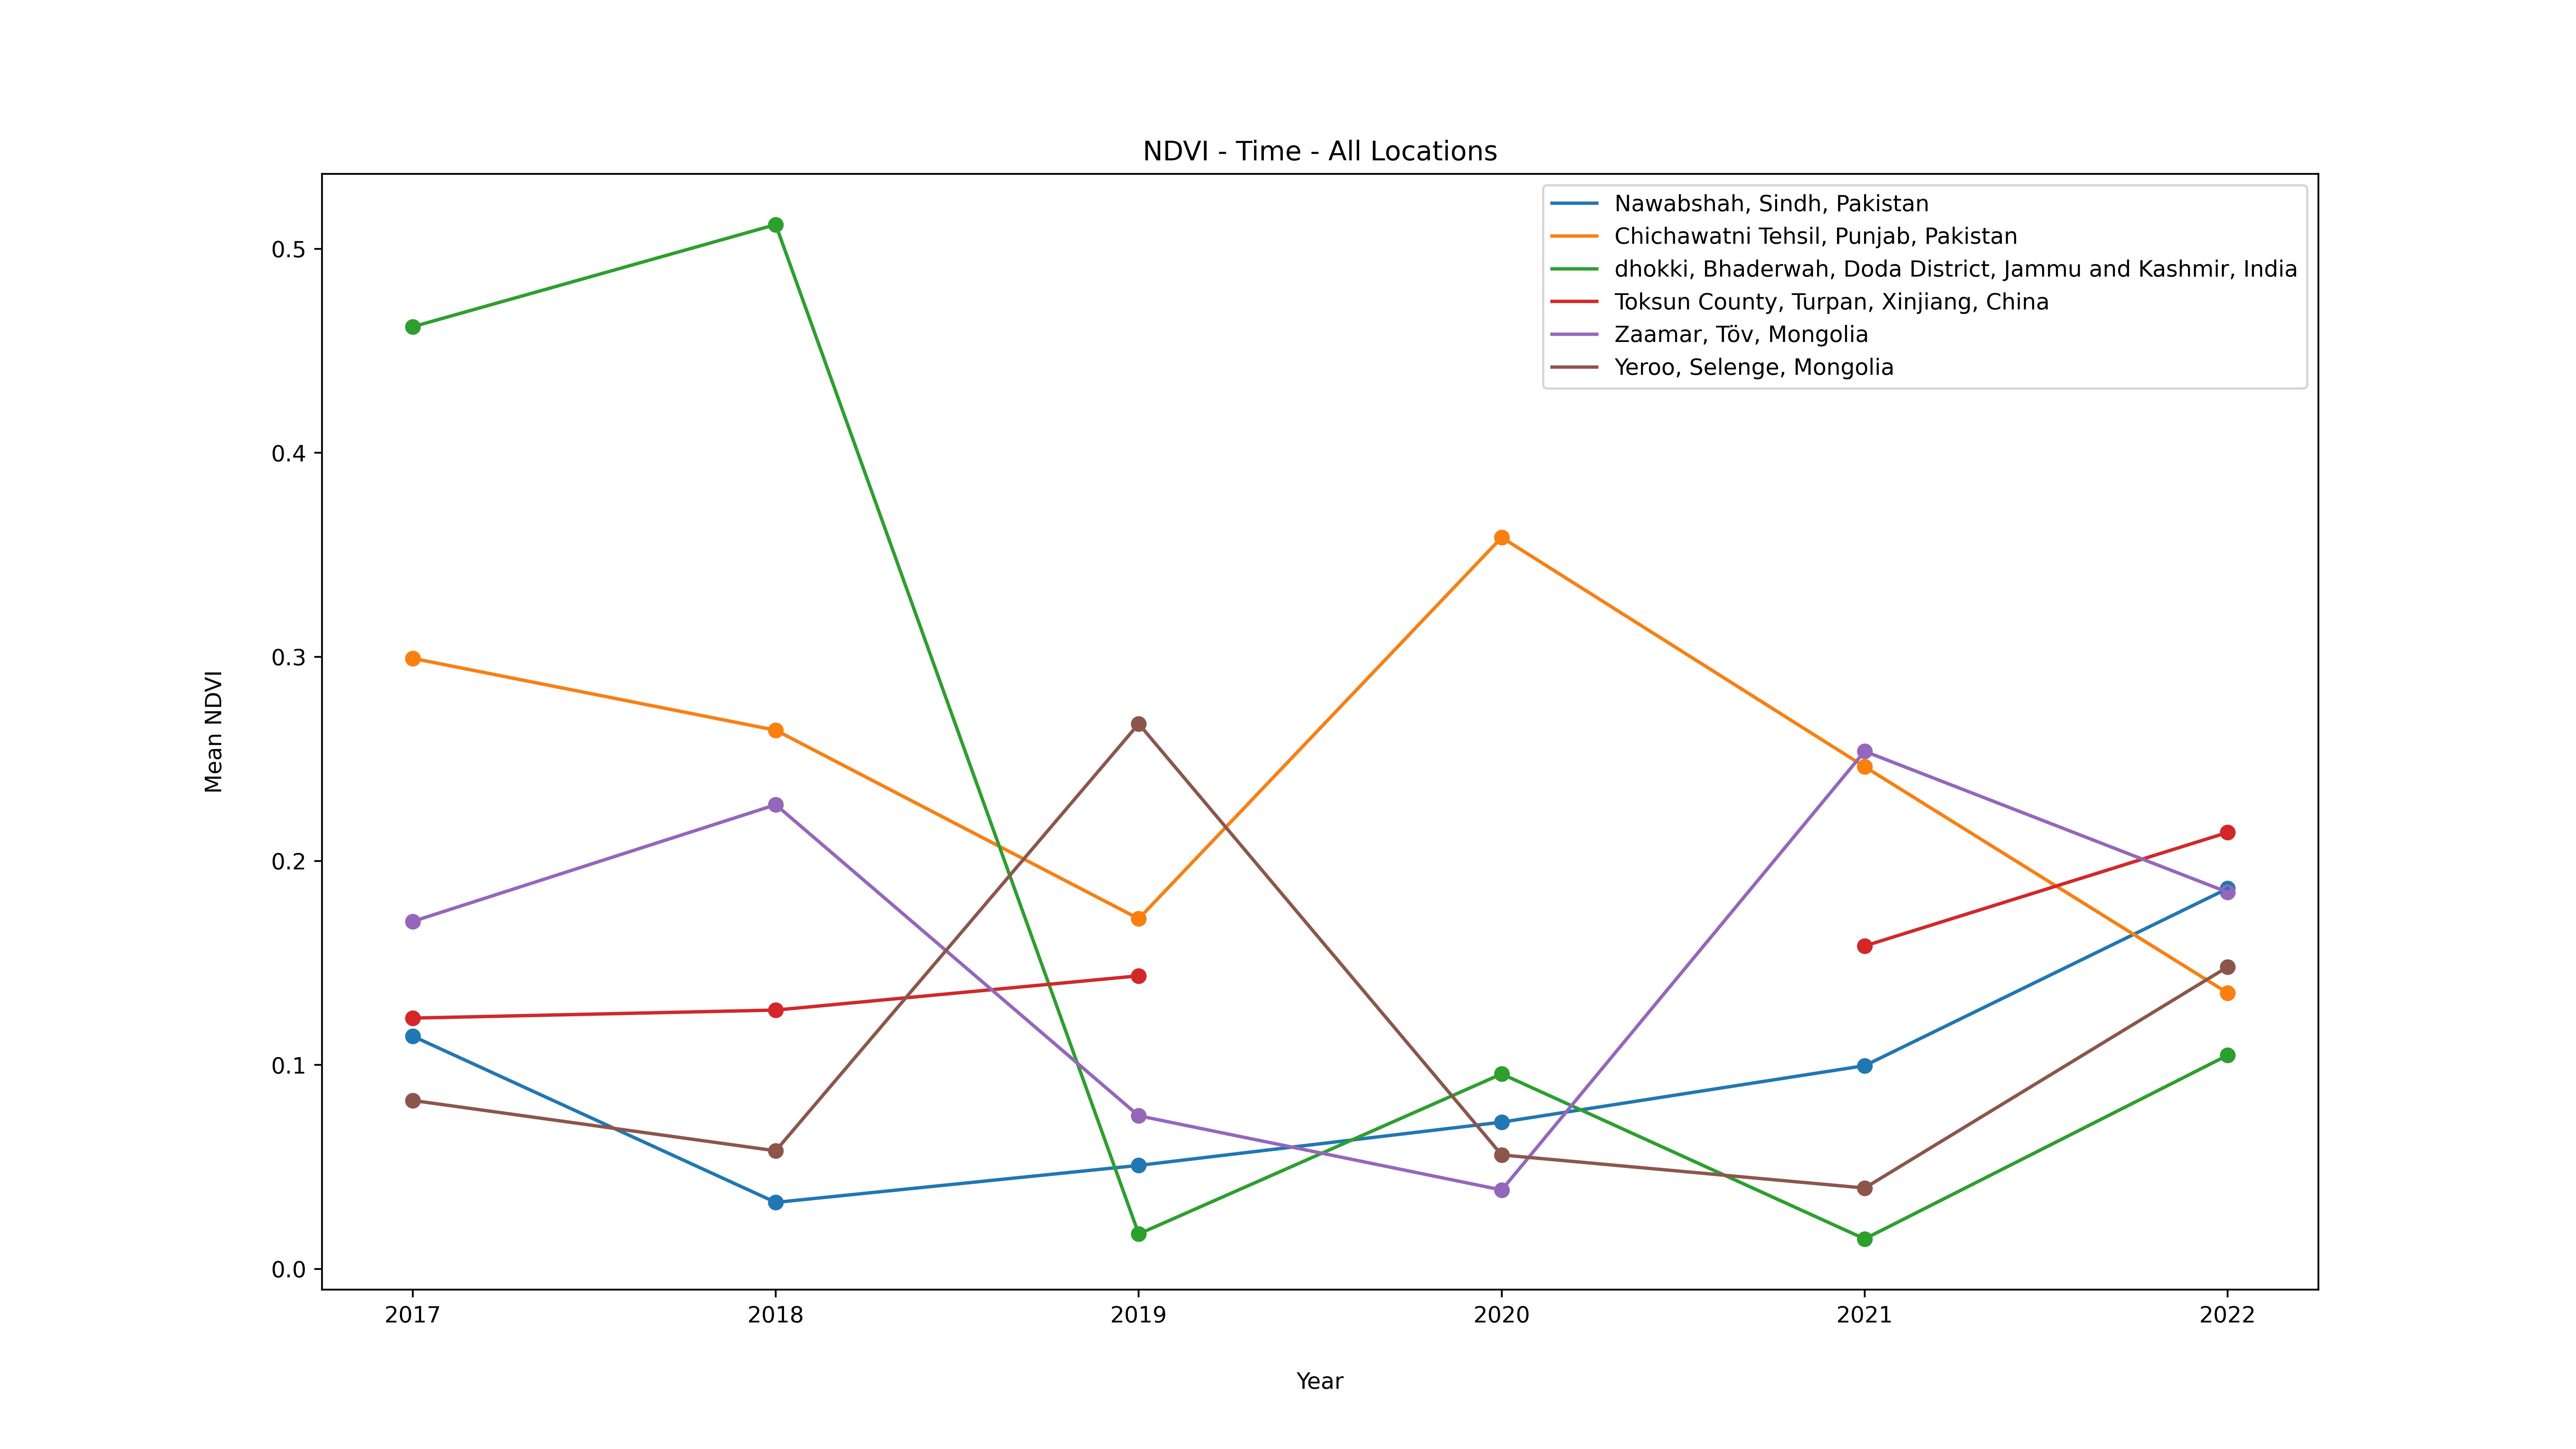 NDVI - Time - All Locations
Nawabshah, Sindh, Pakistan
Chichawatni Tehsil, Punjab, Pakistan
dhokki, Bhaderwah, Doda District, Jammu and Kashmir, India
Toksun County, Turpan, Xinjiang, China
Zaamar, Töv, Mongolia
Yeroo, Selenge, Mongolia
0.5
0.4
0.3
0.2
0.1
0.0
Mean NDVI
2017 2018 2019 2020 2021 2022
Year